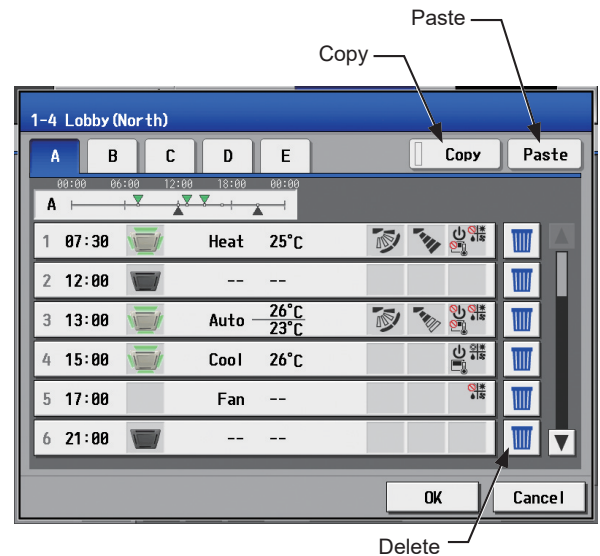 Paste
Copy
1-4 Lobby(North)
A B C D E Copy Paste
00:00 06:00 12:00 18:00 00:00
A
1 07:30 Heat 25°C
2 12:00 -- --
3 13:00 Auto 26°C
23°C
4 15:00 Cool 26°C
5 17:00 Fan --
6 21:00 -- --
OK Cancel
Delete